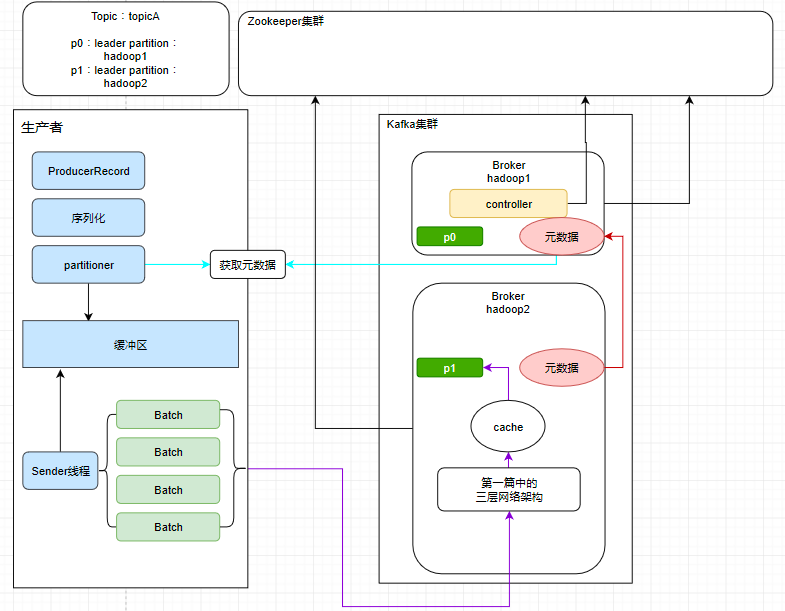 Topic：topicA
p0：leader partition：
hadoop1
p1：leader partition：
hadoop2
Zookeeper集群
生产者
ProducerRecord
序列化
partitioner
获取元数据
缓冲区
Sender线程
Batch
Batch
Batch
Batch
Kafka集群
Broker
hadoop1
controller
p0
元数据
Broker
hadoop2
p1
元数据
cache
第一篇中的
三层网络架构